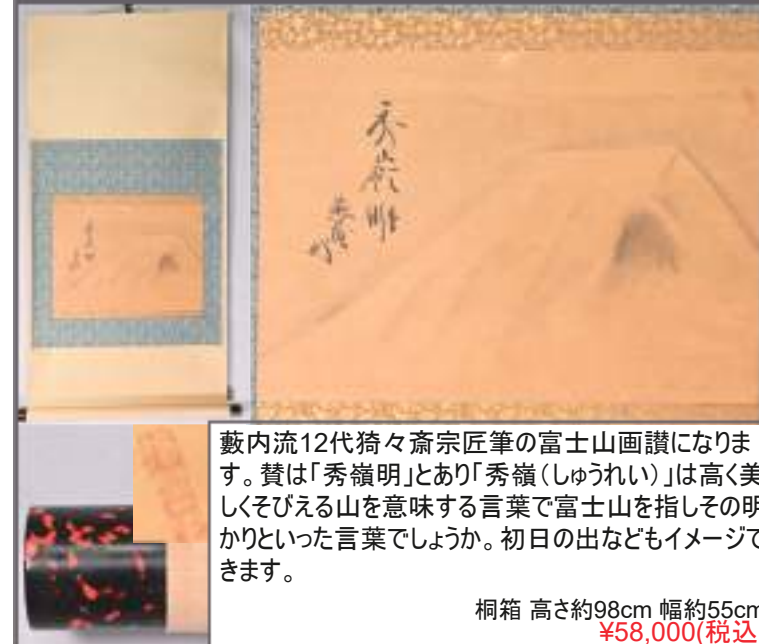 藪内流12代猗々斎宗匠筆の富士山画讃になりま
す。賛は「秀嶺明」とあり「秀嶺（しゅうれい）」は高く美
しくそびえる山を意味する言葉で富士山を指しその明
かりといった言葉でしょうか。初日の出などもイメージで
きます。
桐箱 高さ約98cm 幅約55cm
¥58,000(税込